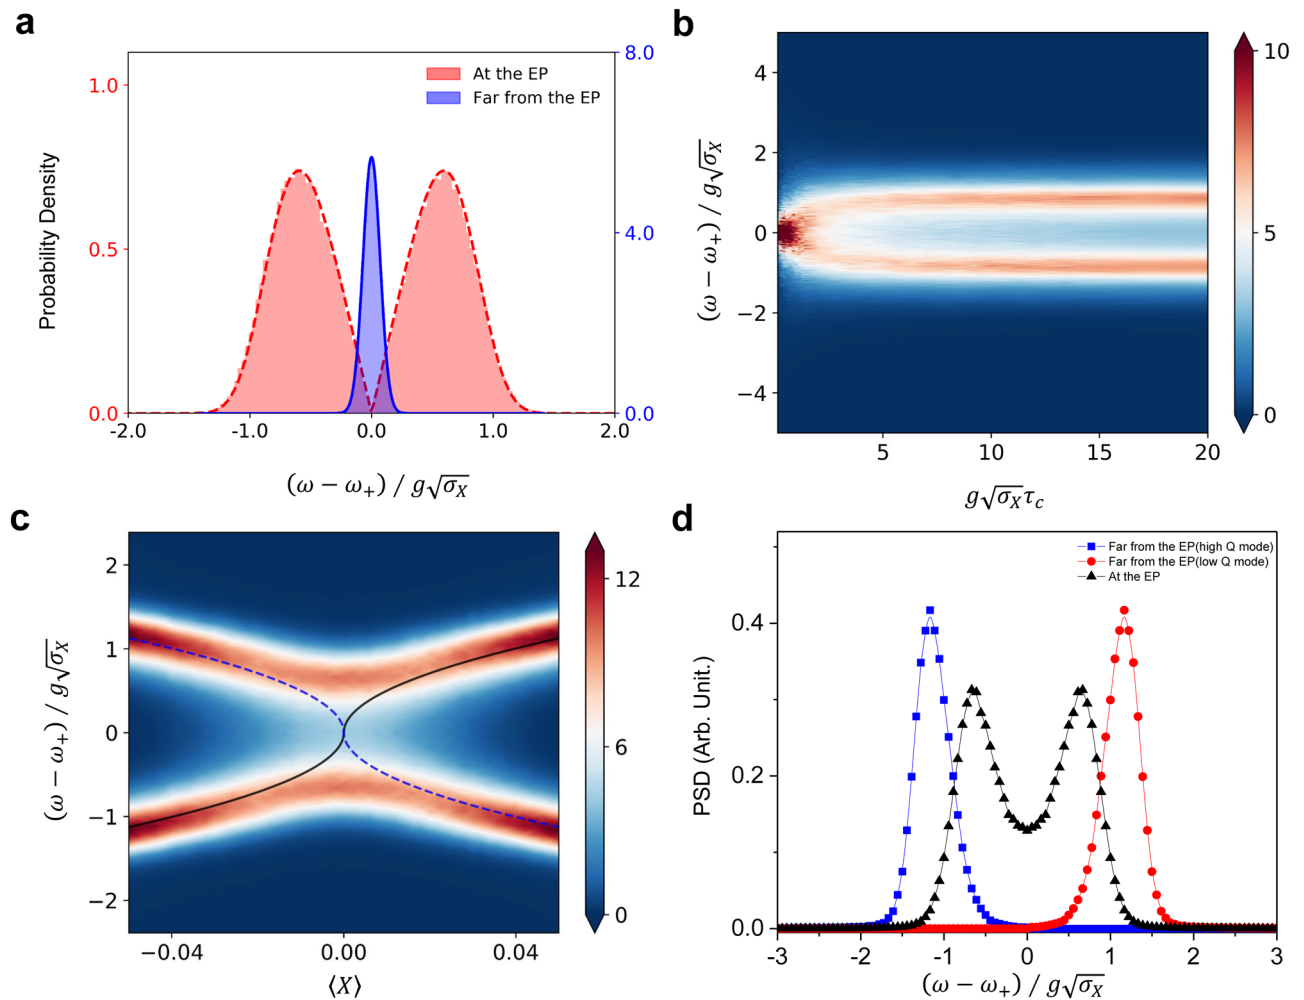 a
1.0
0.5
0.0
Probability Density
8.0
4.0
0.0
At the EP
Far from the EP
-2.0 -1.0 0.0 1.0 2.0
(ω − ω₊) / g√σ_X
b
4
2
0
−2
−4
(ω − ω₊) / g√σ_X
5 10 15 20
g√σ_X τ_c
10
5
0
c
2
1
0
−1
−2
(ω − ω₊) / g√σ_X
−0.04 0.00 0.04
⟨X⟩
12
6
0
d
0.4
0.2
0.0
PSD (Arb. Unit.)
Far from the EP(high Q mode)
Far from the EP(low Q mode)
At the EP
-3 -2 -1 0 1 2 3
(ω − ω₊) / g√σ_X